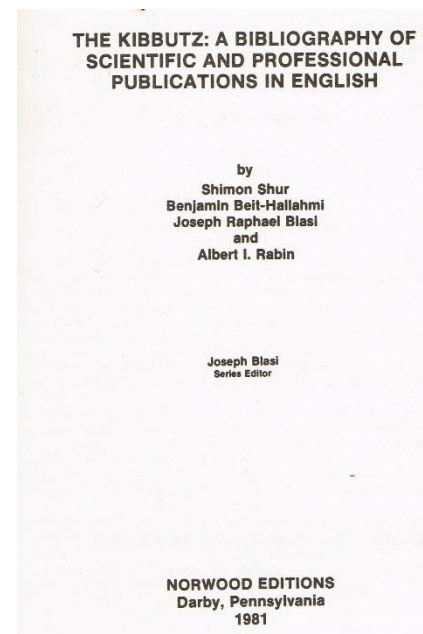 THE KIBBUTZ: A BIBLIOGRAPHY OF
SCIENTIFIC AND PROFESSIONAL
PUBLICATIONS IN ENGLISH
by
Shimon Shur
Benjamin Beit-Hallahmi
Joseph Raphael Blasi
and
Albert I. Rabin
Joseph Blasi
Series Editor
NORWOOD EDITIONS
Darby, Pennsylvania
1981